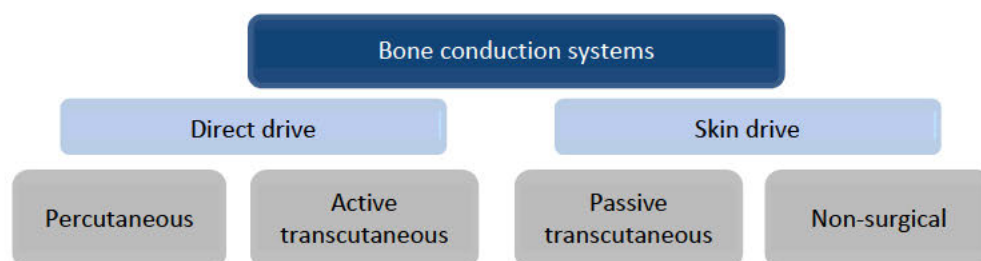 Bone conduction systems
Direct drive
Skin drive
Percutaneous
Active
transcutaneous
Passive
transcutaneous
Non-surgical